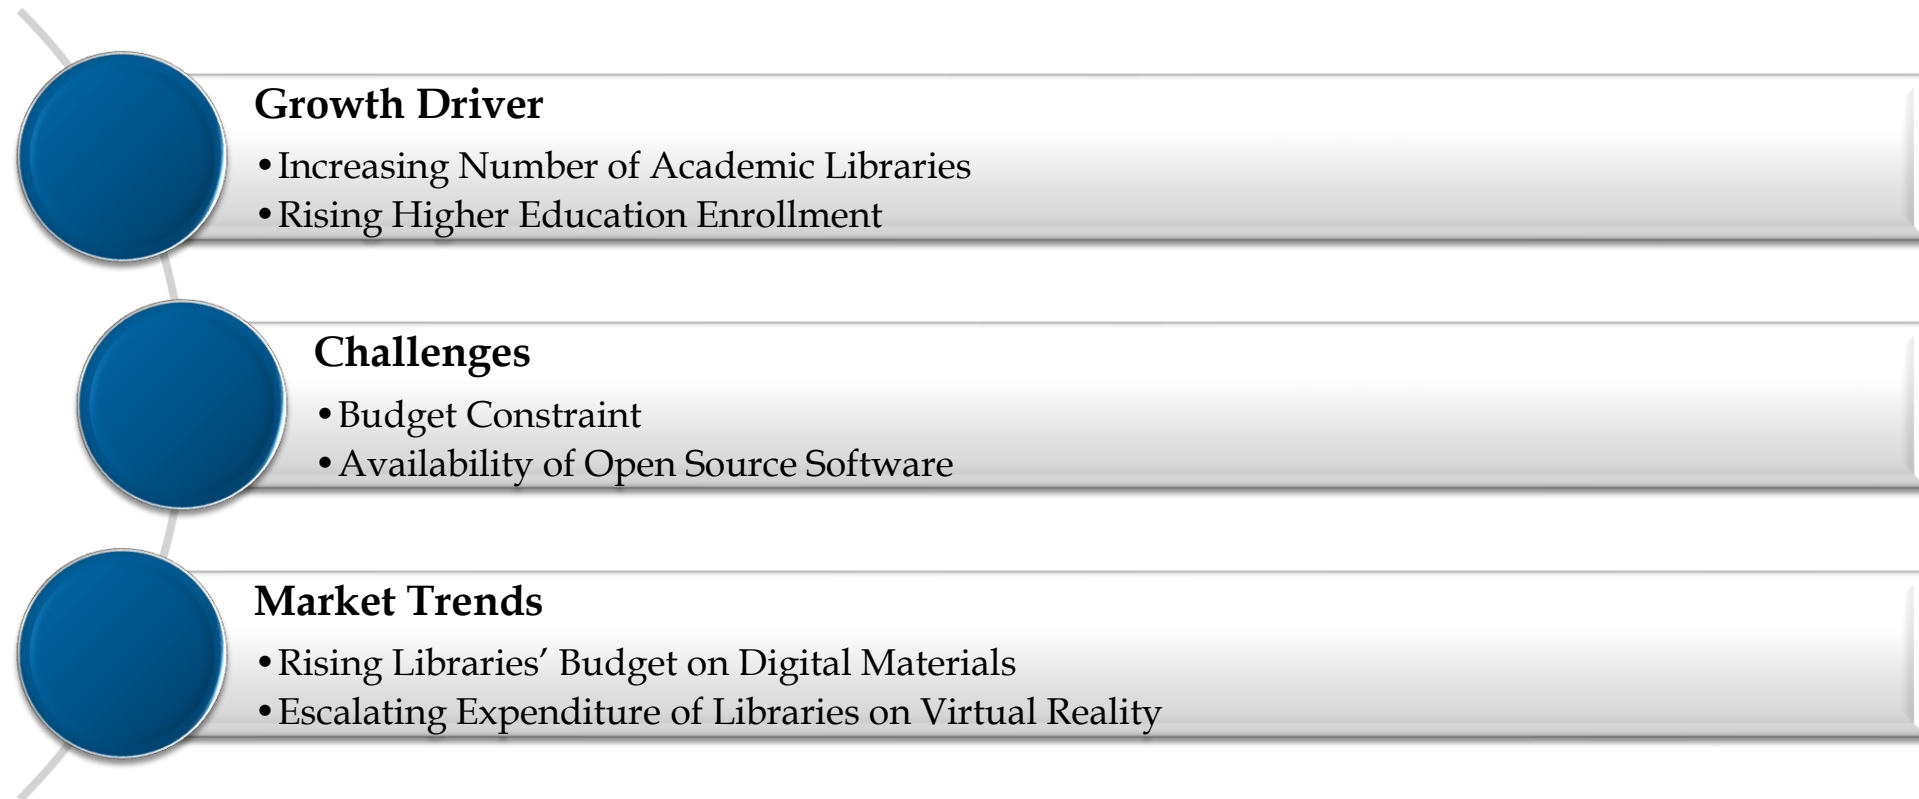 Growth Driver
•Increasing Number of Academic Libraries
•Rising Higher Education Enrollment
Challenges
•Budget Constraint
•Availability of Open Source Software
Market Trends
•Rising Libraries’ Budget on Digital Materials
•Escalating Expenditure of Libraries on Virtual Reality